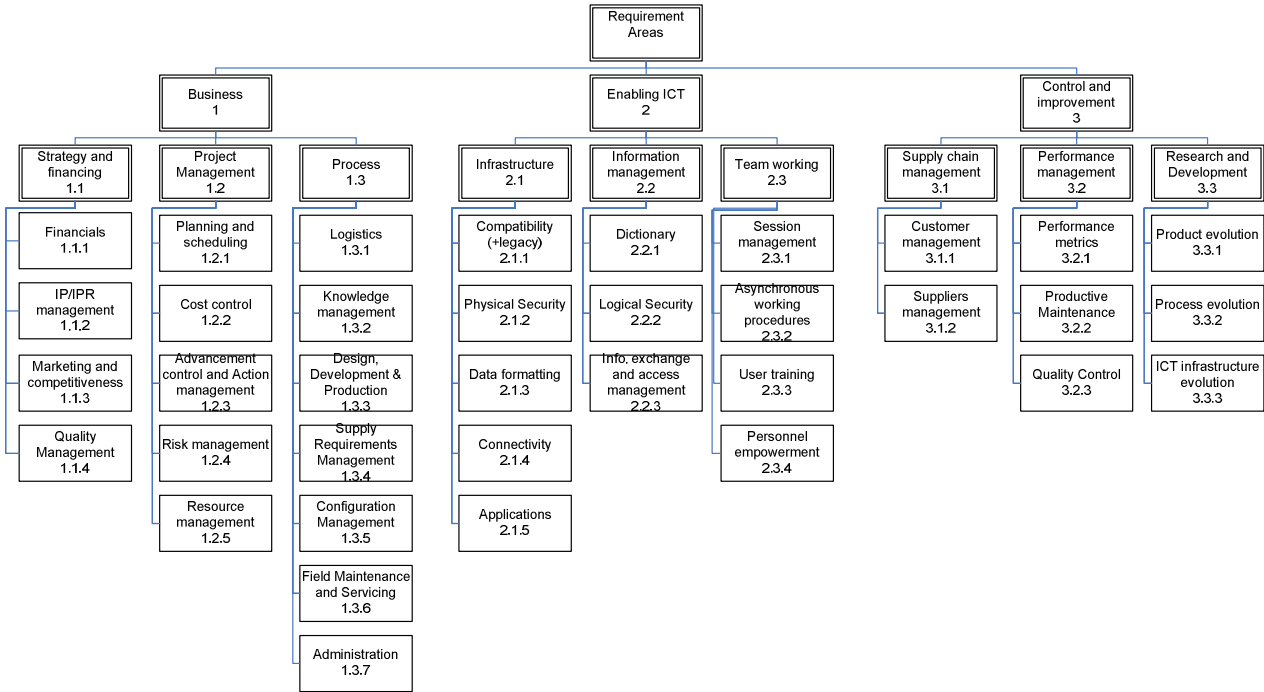 Requirement
Areas
Business
1
Enabling ICT
2
Control and
improvement
3
Strategy and
financing
1.1
Project
Management
1.2
Process
1.3
Infrastructure
2.1
Information
management
2.2
Team working
2.3
Supply chain
management
3.1
Performance
management
3.2
Research and
Development
3.3
Financials
1.1.1
IP/IPR
management
1.1.2
Marketing and
competitiveness
1.1.3
Quality
Management
1.1.4
Planning and
scheduling
1.2.1
Cost control
1.2.2
Advancement
control and Action
management
1.2.3
Risk management
1.2.4
Resource
management
1.2.5
Logistics
1.3.1
Knowledge
management
1.3.2
Design,
Development &
Production
1.3.3
Supply
Requirements
Management
1.3.4
Configuration
Management
1.3.5
Field Maintenance
and Servicing
1.3.6
Administration
1.3.7
Compatibility
(+legacy)
2.1.1
Physical Security
2.1.2
Data formatting
2.1.3
Connectivity
2.1.4
Applications
2.1.5
Dictionary
2.2.1
Logical Security
2.2.2
Info, exchange
and access
management
2.2.3
Session
management
2.3.1
Asynchronous
working
procedures
2.3.2
User training
2.3.3
Personnel
empowerment
2.3.4
Customer
management
3.1.1
Suppliers
management
3.1.2
Performance
metrics
3.2.1
Productive
Maintenance
3.2.2
Quality Control
3.2.3
Product evolution
3.3.1
Process evolution
3.3.2
ICT infrastructure
evolution
3.3.3